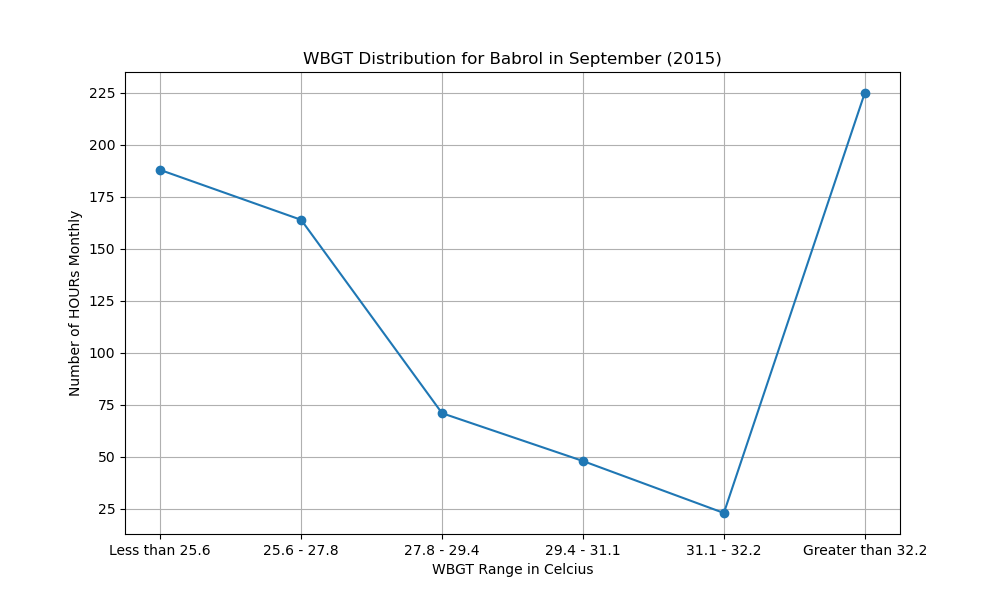 WBGT Distribution for Babrol in September (2015)
Number of HOURs Monthly
225
200
175
150
125
100
75
50
25
Less than 25.6
25.6 - 27.8
27.8 - 29.4
29.4 - 31.1
31.1 - 32.2
Greater than 32.2
WBGT Range in Celcius